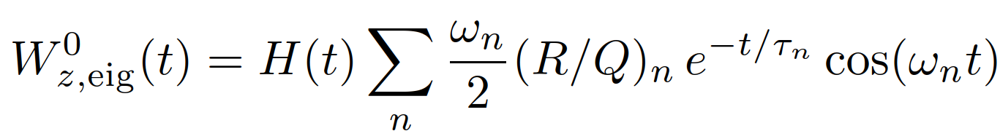 $W^0_{z,\mathrm{eig}}(t) = H(t) \sum_n \frac{\omega_n}{2} (R/Q)_n \, e^{-t/\tau_n} \cos(\omega_n t)$